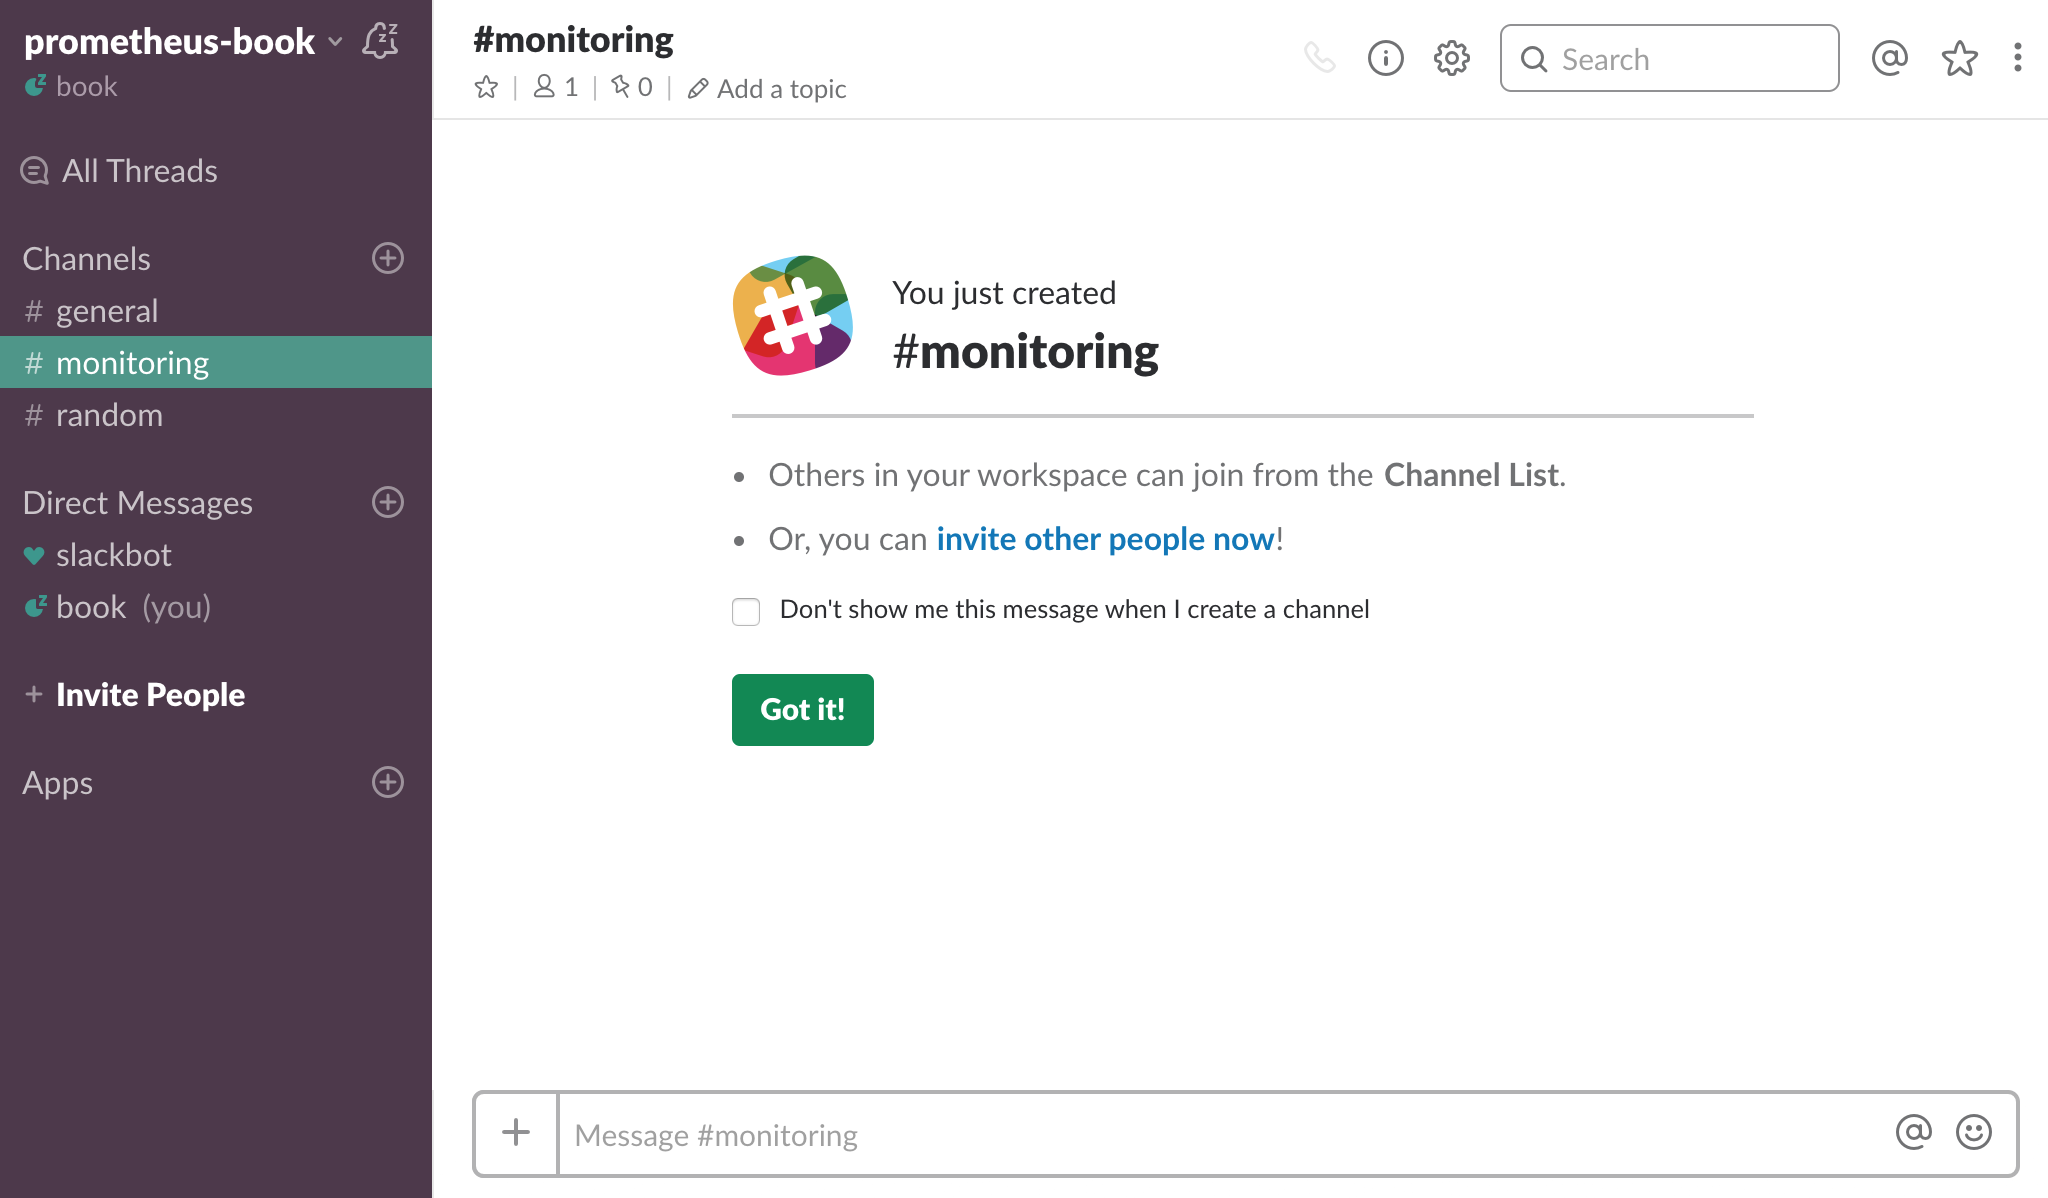 prometheus-book
book
All Threads
Channels
# general
# monitoring
# random
Direct Messages
slackbot
book (you)
+ Invite People
Apps
#monitoring
1 | 0 | Add a topic
Search
You just created
#monitoring
• Others in your workspace can join from the Channel List.
• Or, you can invite other people now!
Don't show me this message when I create a channel
Got it!
Message #monitoring